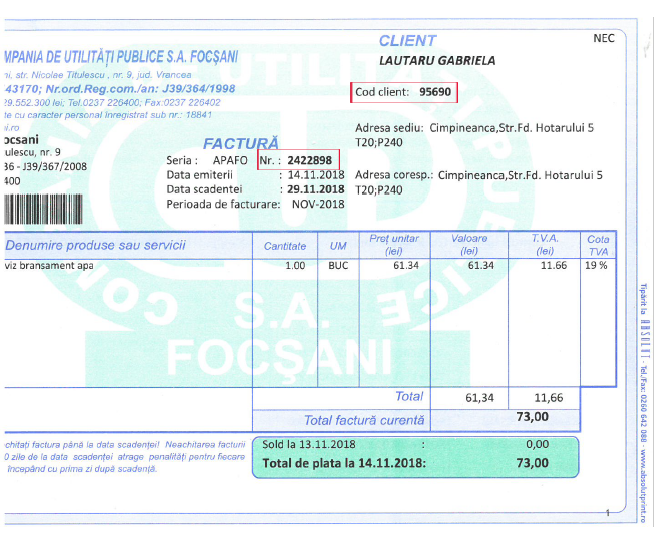 NEC
CLIENT
LAUTARU GABRIELA
Cod client: 95690
Adresa sediu: Cimpineanca,Str.Fd. Hotarului 5
T20;P240
Adresa coresp.: Cimpineanca,Str.Fd. Hotarului 5
T20;P240
MPANIA DE UTILITĂȚI PUBLICE S.A. FOCȘANI
ni, str. Nicolae Titulescu , nr. 9, jud. Vrancea
43170; Nr.ord.Reg.com./an: J39/364/1998
29.552.300 lei; Tel.0237 226400; Fax:0237 226402
te cu caracter personal înregistrat sub nr.: 18841
ni.ro
ocsani
ulescu, nr. 9
36 - J39/367/2008
400
FACTURĂ
Seria : APAFO Nr. : 2422898
Data emiterii : 14.11.2018
Data scadentei : 29.11.2018
Perioada de facturare: NOV-2018
Denumire produse sau servicii Cantitate UM Preț unitar (lei) Valoare (lei) T.V.A. (lei) Cota TVA
viz bransament apa 1.00 BUC 61.34 61.34 11.66 19 %
S.A.
FOCȘANI
Total 61,34 11,66
Total factură curentă 73,00
chitați factura până la data scadenței! Neachitarea facturii
0 zile de la data scadenței atrage penalități pentru fiecare
începând cu prima zi după scadență.
Sold la 13.11.2018 : 0,00
Total de plata la 14.11.2018: 73,00
1
Tipărit la ABSOLUT - Tel./Fax: 0260 642 088 - www.absolutprint.ro